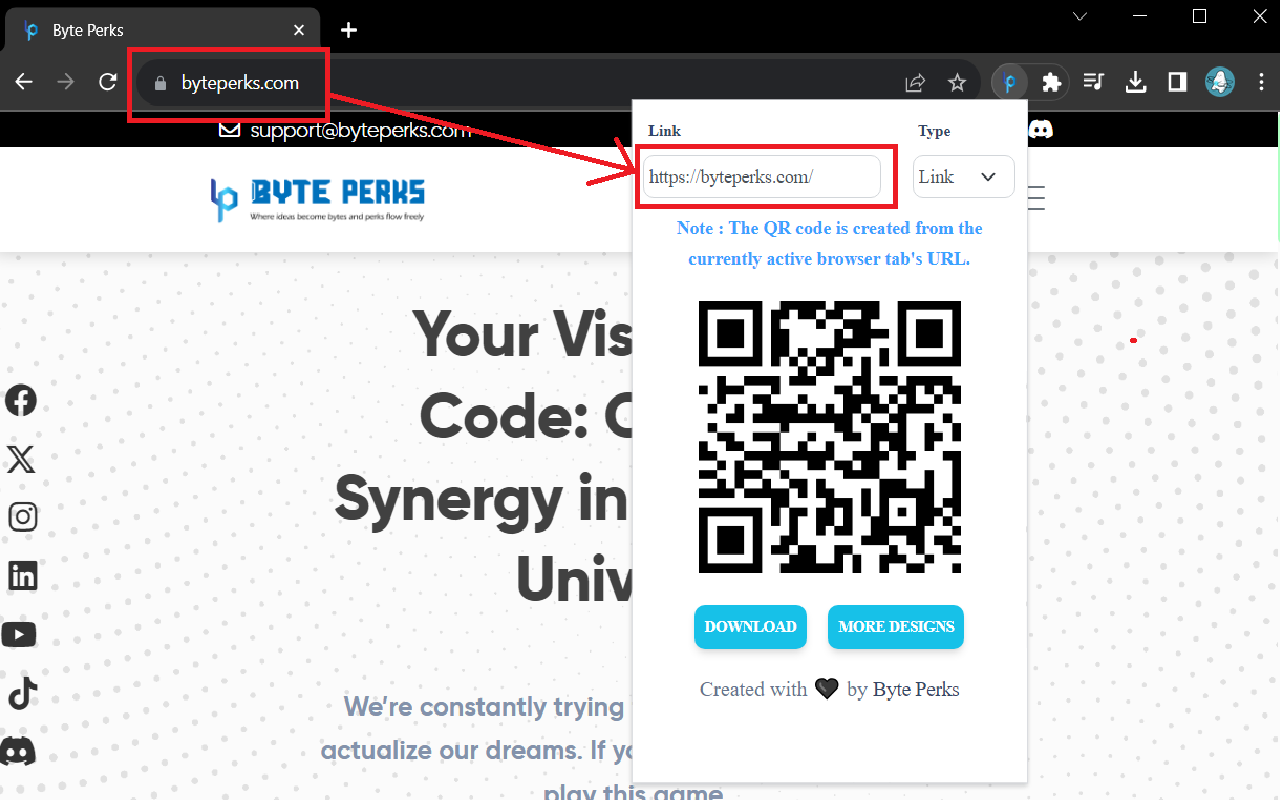 Byte Perks
byteperks.com
support@byteperks.com
BYTE PERKS
Where ideas become bytes and perks flow freely
Link
Type
https://byteperks.com/
Link
Note : The QR code is created from the
currently active browser tab's URL.
DOWNLOAD
MORE DESIGNS
Created with 🖤 by Byte Perks
Your Vis
Code: C
Synergy in
Univ
We're constantly trying
actualize our dreams. If yo
play this game